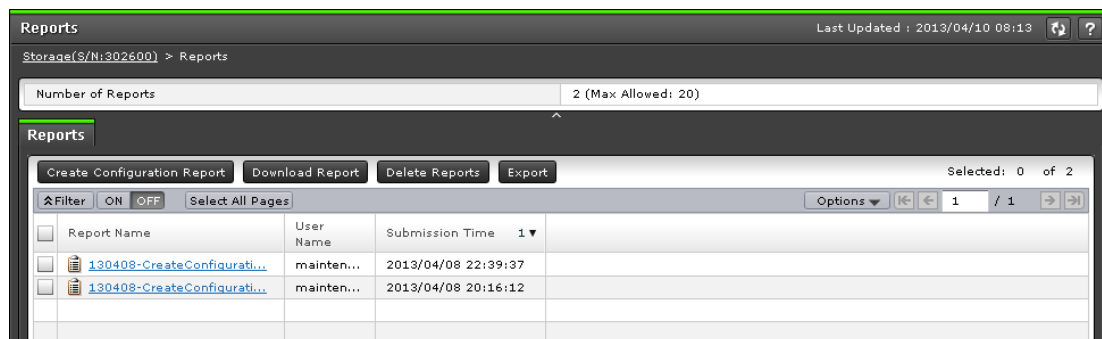 Reports Last Updated : 2013/04/10 08:13 ?
Storage(S/N:302600) > Reports
Number of Reports 2 (Max Allowed: 20)
Reports
Create Configuration Report Download Report Delete Reports Export Selected: 0 of 2
Filter ON OFF Select All Pages Options 1 / 1
Report Name User Name Submission Time 1
130408-CreateConfigurati... mainten... 2013/04/08 22:39:37
130408-CreateConfigurati... mainten... 2013/04/08 20:16:12